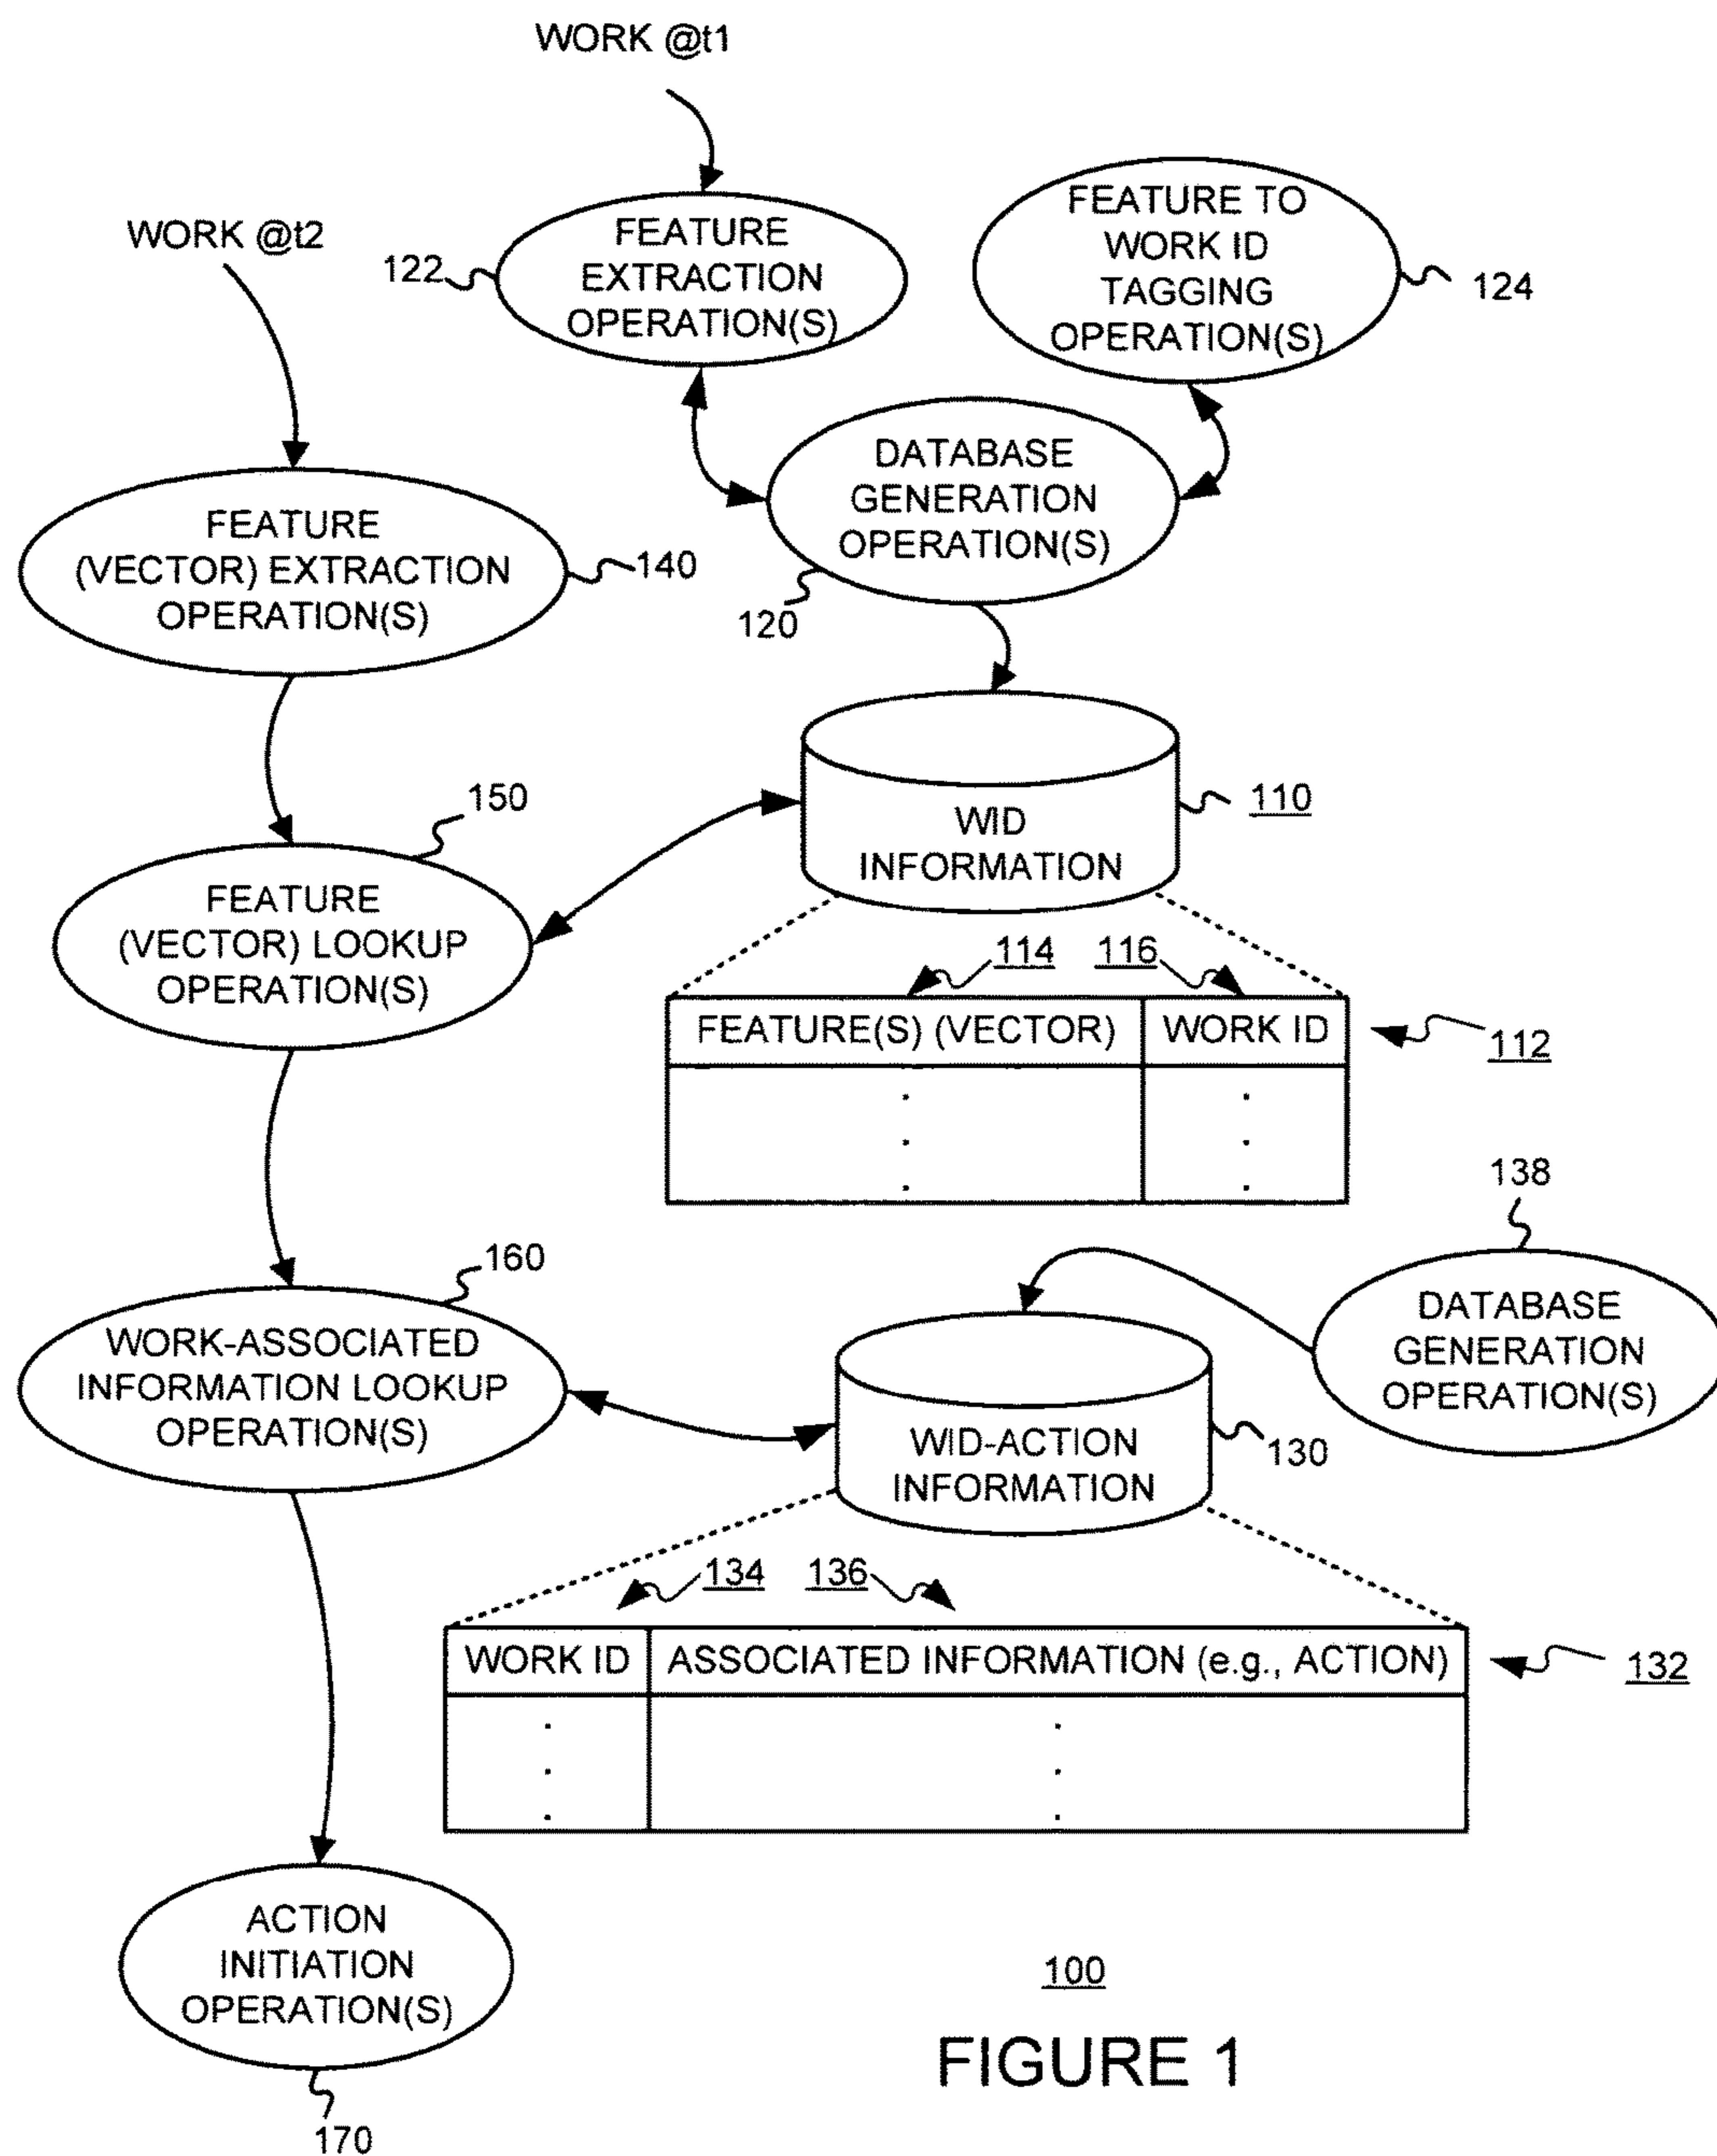 WORK @t1
WORK @t2
FEATURE
EXTRACTION
OPERATION(S)
122
FEATURE TO
WORK ID
TAGGING
OPERATION(S)
124
DATABASE
GENERATION
OPERATION(S)
120
FEATURE
(VECTOR) EXTRACTION
OPERATION(S)
140
WID
INFORMATION
110
150
FEATURE
(VECTOR) LOOKUP
OPERATION(S)
114
116
FEATURE(S) (VECTOR)
WORK ID
112
138
DATABASE
GENERATION
OPERATION(S)
160
WORK-ASSOCIATED
INFORMATION LOOKUP
OPERATION(S)
WID-ACTION
INFORMATION
130
134
136
WORK ID
ASSOCIATED INFORMATION (e.g., ACTION)
132
ACTION
INITIATION
OPERATION(S)
170
100
FIGURE 1